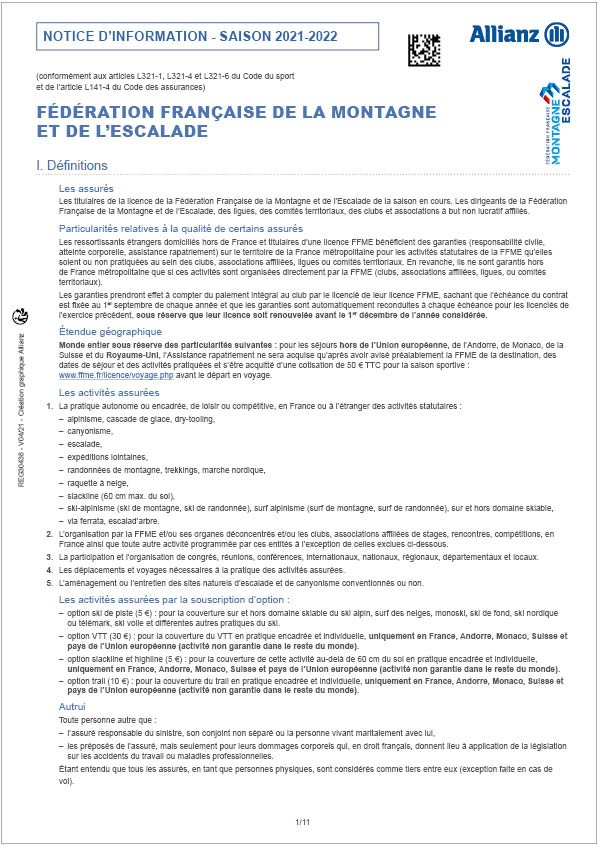 NOTICE D'INFORMATION - SAISON 2021-2022
Allianz
(conformément aux articles L321-1, L321-4 et L321-6 du Code du sport
et de l'article L141-4 du Code des assurances)
FÉDÉRATION FRANÇAISE DE LA MONTAGNE
ET DE L'ESCALADE
FÉDÉRATION FRANÇAISE
MONTAGNE
ESCALADE
I. Définitions
Les assurés
Les titulaires de la licence de la Fédération Française de la Montagne et de l'Escalade de la saison en cours. Les dirigeants de la Fédération
Française de la Montagne et de l'Escalade, des ligues, des comités territoriaux, des clubs et associations à but non lucratif affiliés.
Particularités relatives à la qualité de certains assurés
Les ressortissants étrangers domiciliés hors de France et titulaires d'une licence FFME bénéficient des garanties (responsabilité civile,
atteinte corporelle, assistance rapatriement) sur le territoire de la France métropolitaine pour les activités statutaires de la FFME qu'elles
soient ou non pratiquées au sein des clubs, associations affiliées, ligues ou comités territoriaux. En revanche, ils ne sont garantis hors
de France métropolitaine que si ces activités sont organisées directement par la FFME (clubs, associations affiliées, ligues, ou comités
territoriaux).
Les garanties prendront effet à compter du paiement intégral au club par le licencié de leur licence FFME, sachant que l'échéance du contrat
est fixée au 1er septembre de chaque année et que les garanties sont automatiquement reconduites à chaque échéance pour les licenciés de
l'exercice précédent, sous réserve que leur licence soit renouvelée avant le 1er décembre de l'année considérée.
Étendue géographique
Monde entier sous réserve des particularités suivantes : pour les séjours hors de l'Union européenne, de l'Andorre, de Monaco, de la
Suisse et du Royaume-Uni, l'Assistance rapatriement ne sera acquise qu'après avoir avisé préalablement la FFME de la destination, des
dates de séjour et des activités pratiquées et s'être acquitté d'une cotisation de 50 € TTC pour la saison sportive :
www.ffme.fr/licence/voyage.php avant le départ en voyage.
Les activités assurées
1. La pratique autonome ou encadrée, de loisir ou compétitive, en France ou à l'étranger des activités statutaires :
– alpinisme, cascade de glace, dry-tooling,
– canyonisme,
– escalade,
– expéditions lointaines,
– randonnées de montagne, trekkings, marche nordique,
– raquette à neige,
– slackline (60 cm max. du sol),
– ski-alpinisme (ski de montagne, ski de randonnée), surf alpinisme (surf de montagne, surf de randonnée), sur et hors domaine skiable,
– via ferrata, escalad'arbre.
2. L'organisation par la FFME et/ou ses organes déconcentrés et/ou les clubs, associations affiliées de stages, rencontres, compétitions, en
France ainsi que toute autre activité programmée par ces entités à l'exception de celles exclues ci-dessous.
3. La participation et l'organisation de congrès, réunions, conférences, internationaux, nationaux, régionaux, départementaux et locaux.
4. Les déplacements et voyages nécessaires à la pratique des activités assurées.
5. L'aménagement ou l'entretien des sites naturels d'escalade et de canyonisme conventionnés ou non.
Les activités assurées par la souscription d'option :
– option ski de piste (5 €) : pour la couverture sur et hors domaine skiable du ski alpin, surf des neiges, monoski, ski de fond, ski nordique
ou télémark, ski voile et différentes autres pratiques du ski.
– option VTT (30 €) : pour la couverture du VTT en pratique encadrée et individuelle, uniquement en France, Andorre, Monaco, Suisse et
pays de l'Union européenne (activité non garantie dans le reste du monde).
– option slackline et highline (5 €) : pour la couverture de cette activité au-delà de 60 cm du sol en pratique encadrée et individuelle,
uniquement en France, Andorre, Monaco, Suisse et pays de l'Union européenne (activité non garantie dans le reste du monde).
– option trail (10 €) : pour la couverture du trail en pratique encadrée et individuelle, uniquement en France, Andorre, Monaco, Suisse et
pays de l'Union européenne (activité non garantie dans le reste du monde).
Autrui
Toute personne autre que :
– l'assuré responsable du sinistre, son conjoint non séparé ou la personne vivant maritalement avec lui,
– les préposés de l'assuré, mais seulement pour leurs dommages corporels qui, en droit français, donnent lieu à application de la législation
sur les accidents du travail ou maladies professionnelles.
Étant entendu que tous les assurés, en tant que personnes physiques, sont considérés comme tiers entre eux (exception faite en cas de
vol).
REG30438 - V04/21 - Création graphique Allianz
1/11